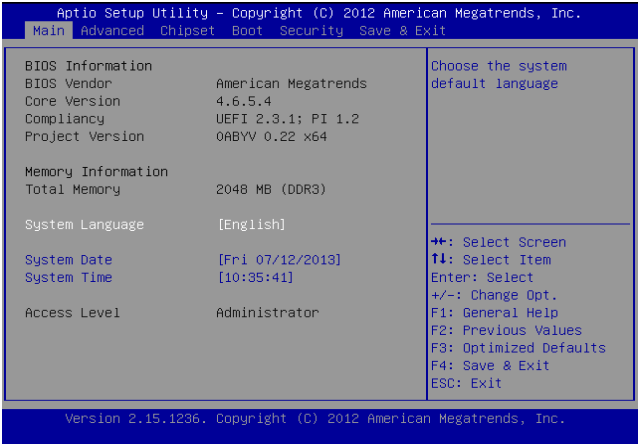 Aptio Setup Utility – Copyright (C) 2012 American Megatrends, Inc.
Main Advanced Chipset Boot Security Save & Exit
BIOS Information
BIOS Vendor American Megatrends
Core Version 4.6.5.4
Compliancy UEFI 2.3.1; PI 1.2
Project Version 0ABYV 0.22 x64
Memory Information
Total Memory 2048 MB (DDR3)
System Language [English]
System Date [Fri 07/12/2013]
System Time [10:35:41]
Access Level Administrator
Choose the system
default language
→←: Select Screen
↑↓: Select Item
Enter: Select
+/-: Change Opt.
F1: General Help
F2: Previous Values
F3: Optimized Defaults
F4: Save & Exit
ESC: Exit
Version 2.15.1236. Copyright (C) 2012 American Megatrends, Inc.